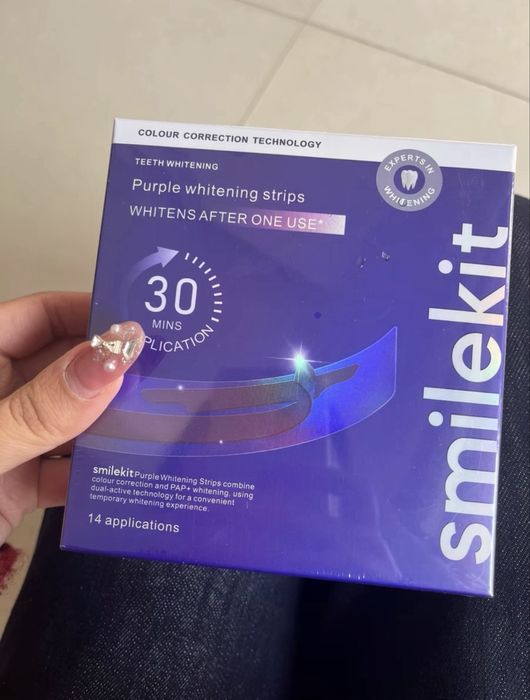 COLOUR CORRECTION TECHNOLOGY
TEETH WHITENING
Purple whitening strips
WHITENS AFTER ONE USE*
EXPERTS IN
WHITENING
30
MINS
PLICATION
smilekit
smilekit Purple Whitening Strips combine
colour correction and PAP+ whitening, using
dual-active technology for a convenient
temporary whitening experience.
14 applications